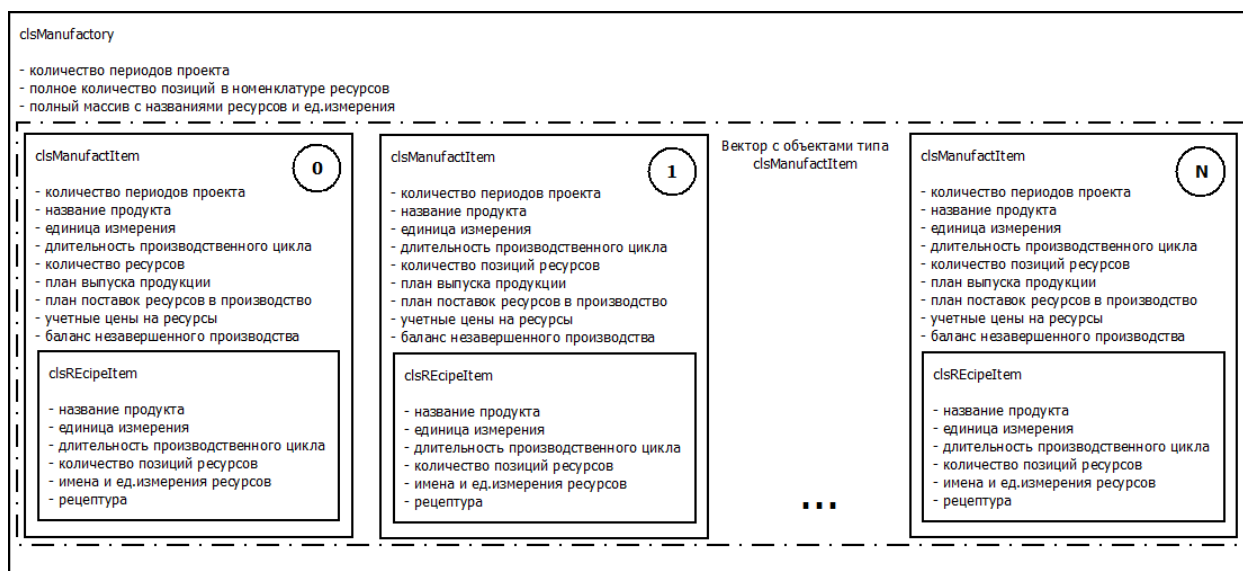 clsManufactory
- количество периодов проекта
- полное количество позиций в номенклатуре ресурсов
- полный массив с названиями ресурсов и ед.измерения
clsManufactItem
0
- количество периодов проекта
- название продукта
- единица измерения
- длительность производственного цикла
- количество ресурсов
- план выпуска продукции
- план поставок ресурсов в производство
- учетные цены на ресурсы
- баланс незавершенного производства
clsREcipeItem
- название продукта
- единица измерения
- длительность производственного цикла
- количество позиций ресурсов
- имена и ед.измерения ресурсов
- рецептура
clsManufactItem
1
- количество периодов проекта
- название продукта
- единица измерения
- длительность производственного цикла
- количество позиций ресурсов
- план выпуска продукции
- план поставок ресурсов в производство
- учетные цены на ресурсы
- баланс незавершенного производства
clsREcipeItem
- название продукта
- единица измерения
- длительность производственного цикла
- количество позиций ресурсов
- имена и ед.измерения ресурсов
- рецептура
Вектор с объектами типа
clsManufactItem
...
clsManufactItem
N
- количество периодов проекта
- название продукта
- единица измерения
- длительность производственного цикла
- количество позиций ресурсов
- план выпуска продукции
- план поставок ресурсов в производство
- учетные цены на ресурсы
- баланс незавершенного производства
clsREcipeItem
- название продукта
- единица измерения
- длительность производственного цикла
- количество позиций ресурсов
- имена и ед.измерения ресурсов
- рецептура